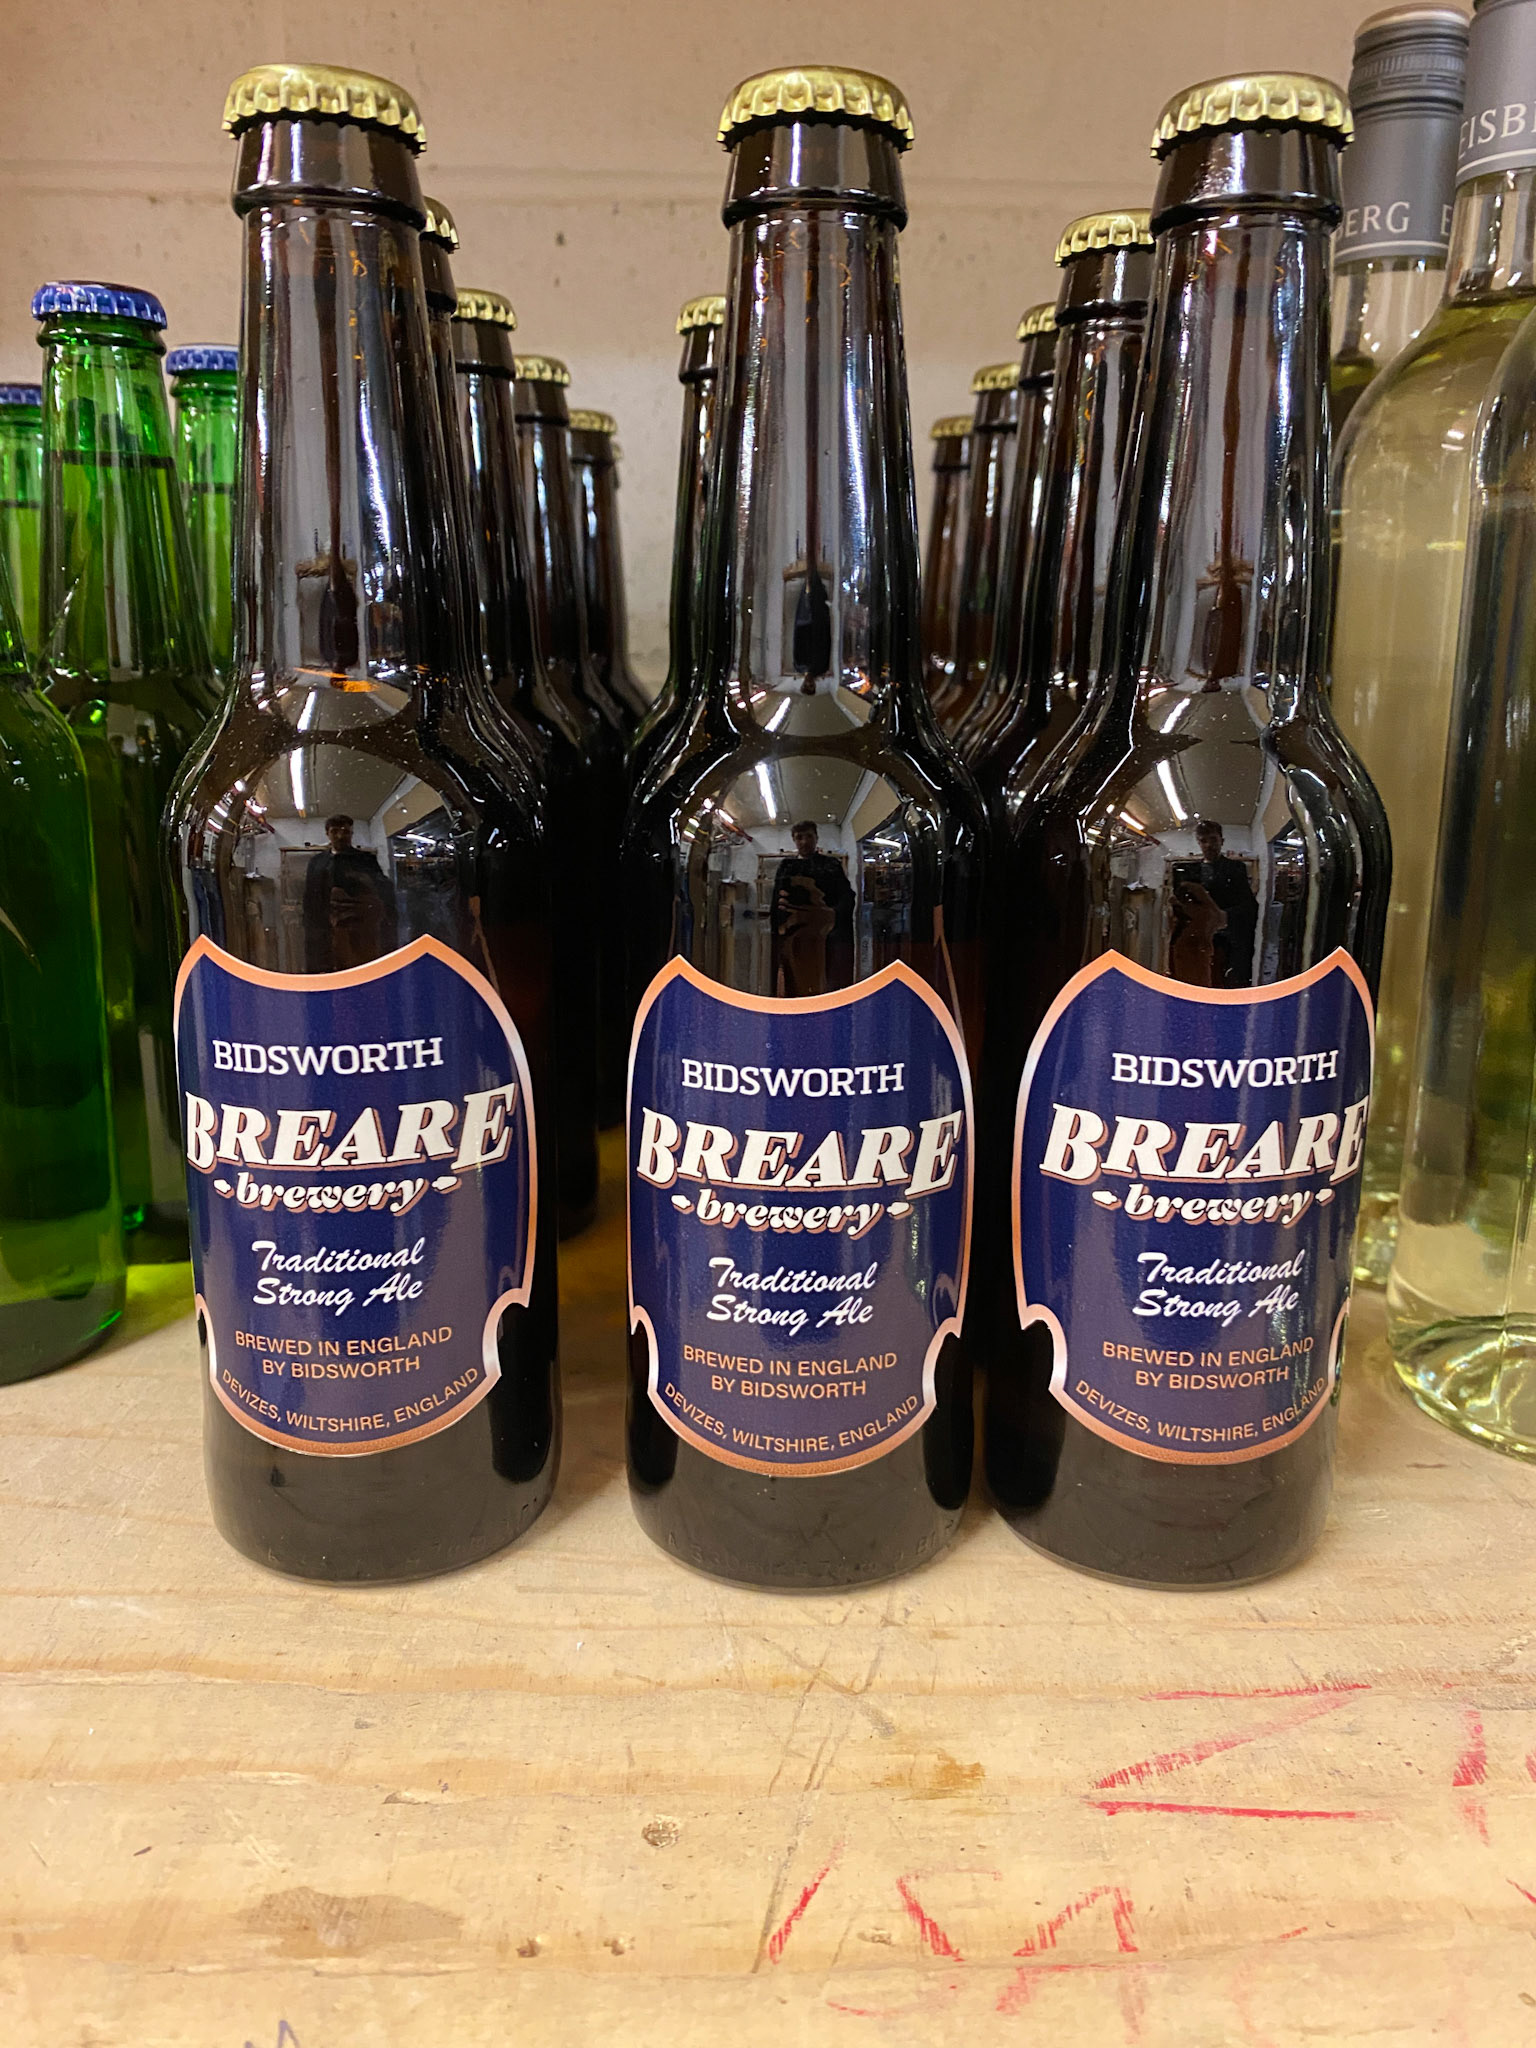 BIDSWORTH
BREARE
brewery
Traditional
Strong Ale
BREWED IN ENGLAND
BY BIDSWORTH
DEVIZES, WILTSHIRE, ENGLAND
BIDSWORTH
BREARE
brewery
Traditional
Strong Ale
BREWED IN ENGLAND
BY BIDSWORTH
DEVIZES, WILTSHIRE, ENGLAND
BIDSWORTH
BREARE
brewery
Traditional
Strong Ale
BREWED IN ENGLAND
BY BIDSWORTH
DEVIZES, WILTSHIRE, ENGLAND